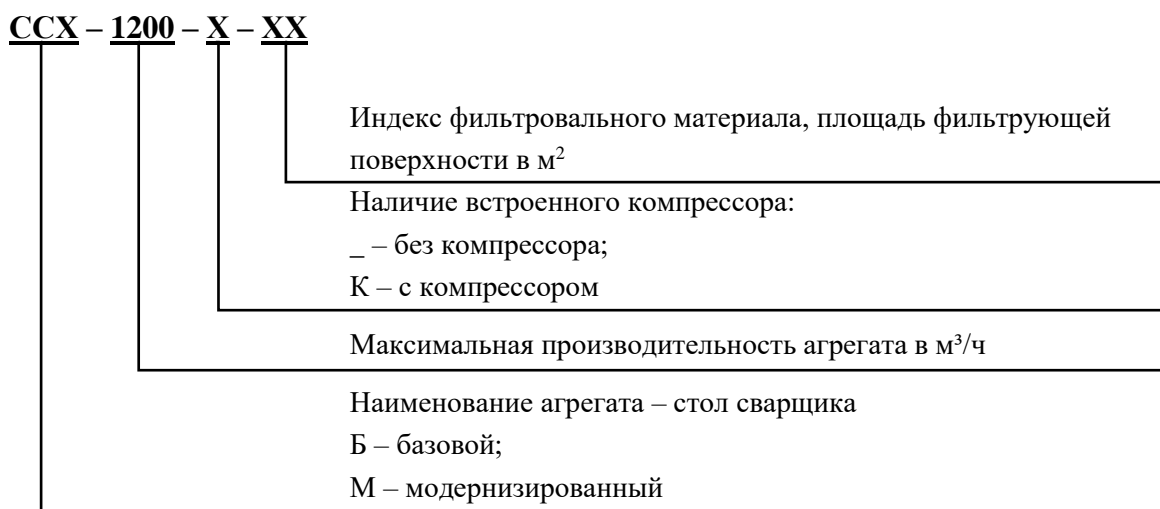 ССХ – 1200 – Х – ХХ
Индекс фильтровального материала, площадь фильтрующей
поверхности в м²
Наличие встроенного компрессора:
_ – без компрессора;
К – с компрессором
Максимальная производительность агрегата в м³/ч
Наименование агрегата – стол сварщика
Б – базовой;
М – модернизированный